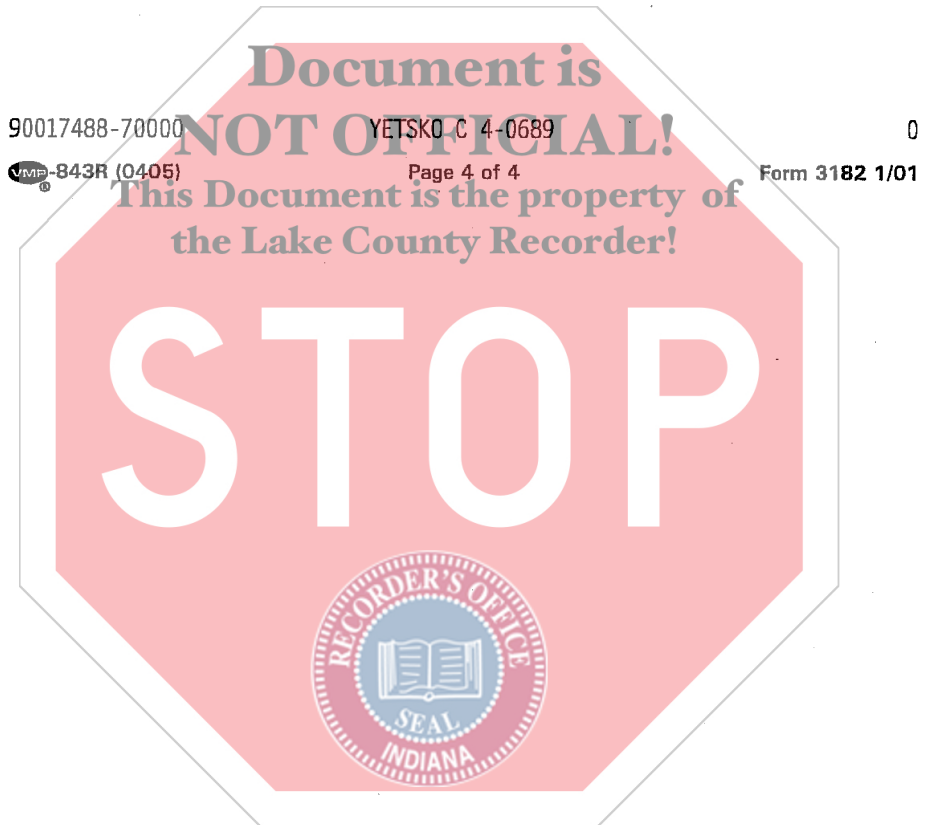 Document is
90017488-70000 YETSKO C 4-0689 0
NOT OFFICIAL!
VMP®-843R (0405) Page 4 of 4 Form 3182 1/01
This Document is the property of
the Lake County Recorder!
STOP
RECORDER'S OFFICE
SEAL
INDIANA